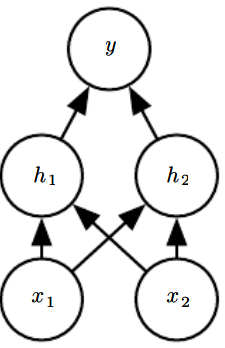 y
h₁ h₂
x₁ x₂